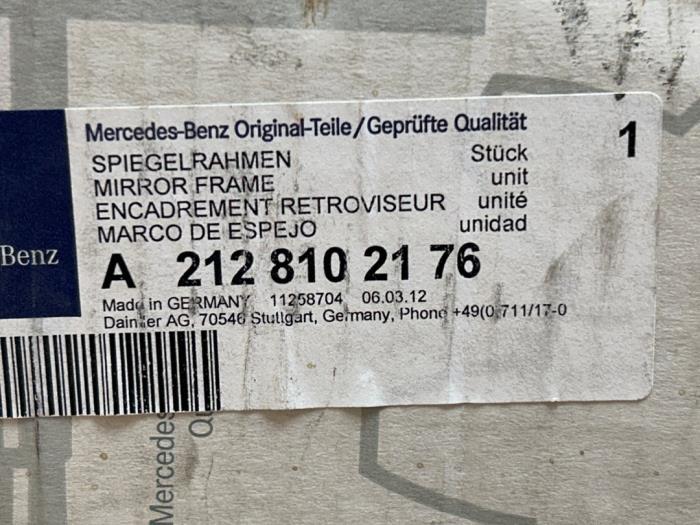 Mercedes-Benz Original-Teile/Geprüfte Qualität
SPIEGELRAHMEN Stück 1
MIRROR FRAME unit
ENCADREMENT RETROVISEUR unité
MARCO DE ESPEJO unidad
Benz
A 212 810 21 76
Made in GERMANY 11258704 06.03.12
Daimler AG, 70546 Stuttgart, Germany, Phone +49(0)711/17-0
Mercedes